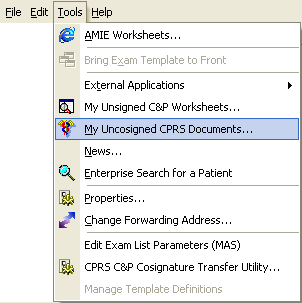 File Edit Tools Help
AMIE Worksheets...
Bring Exam Template to Front
External Applications
My Unsigned C&P Worksheets...
My Uncosigned CPRS Documents...
News...
Enterprise Search for a Patient
Properties...
Change Forwarding Address...
Edit Exam List Parameters (MAS)
CPRS C&P Cosignature Transfer Utility...
Manage Template Definitions